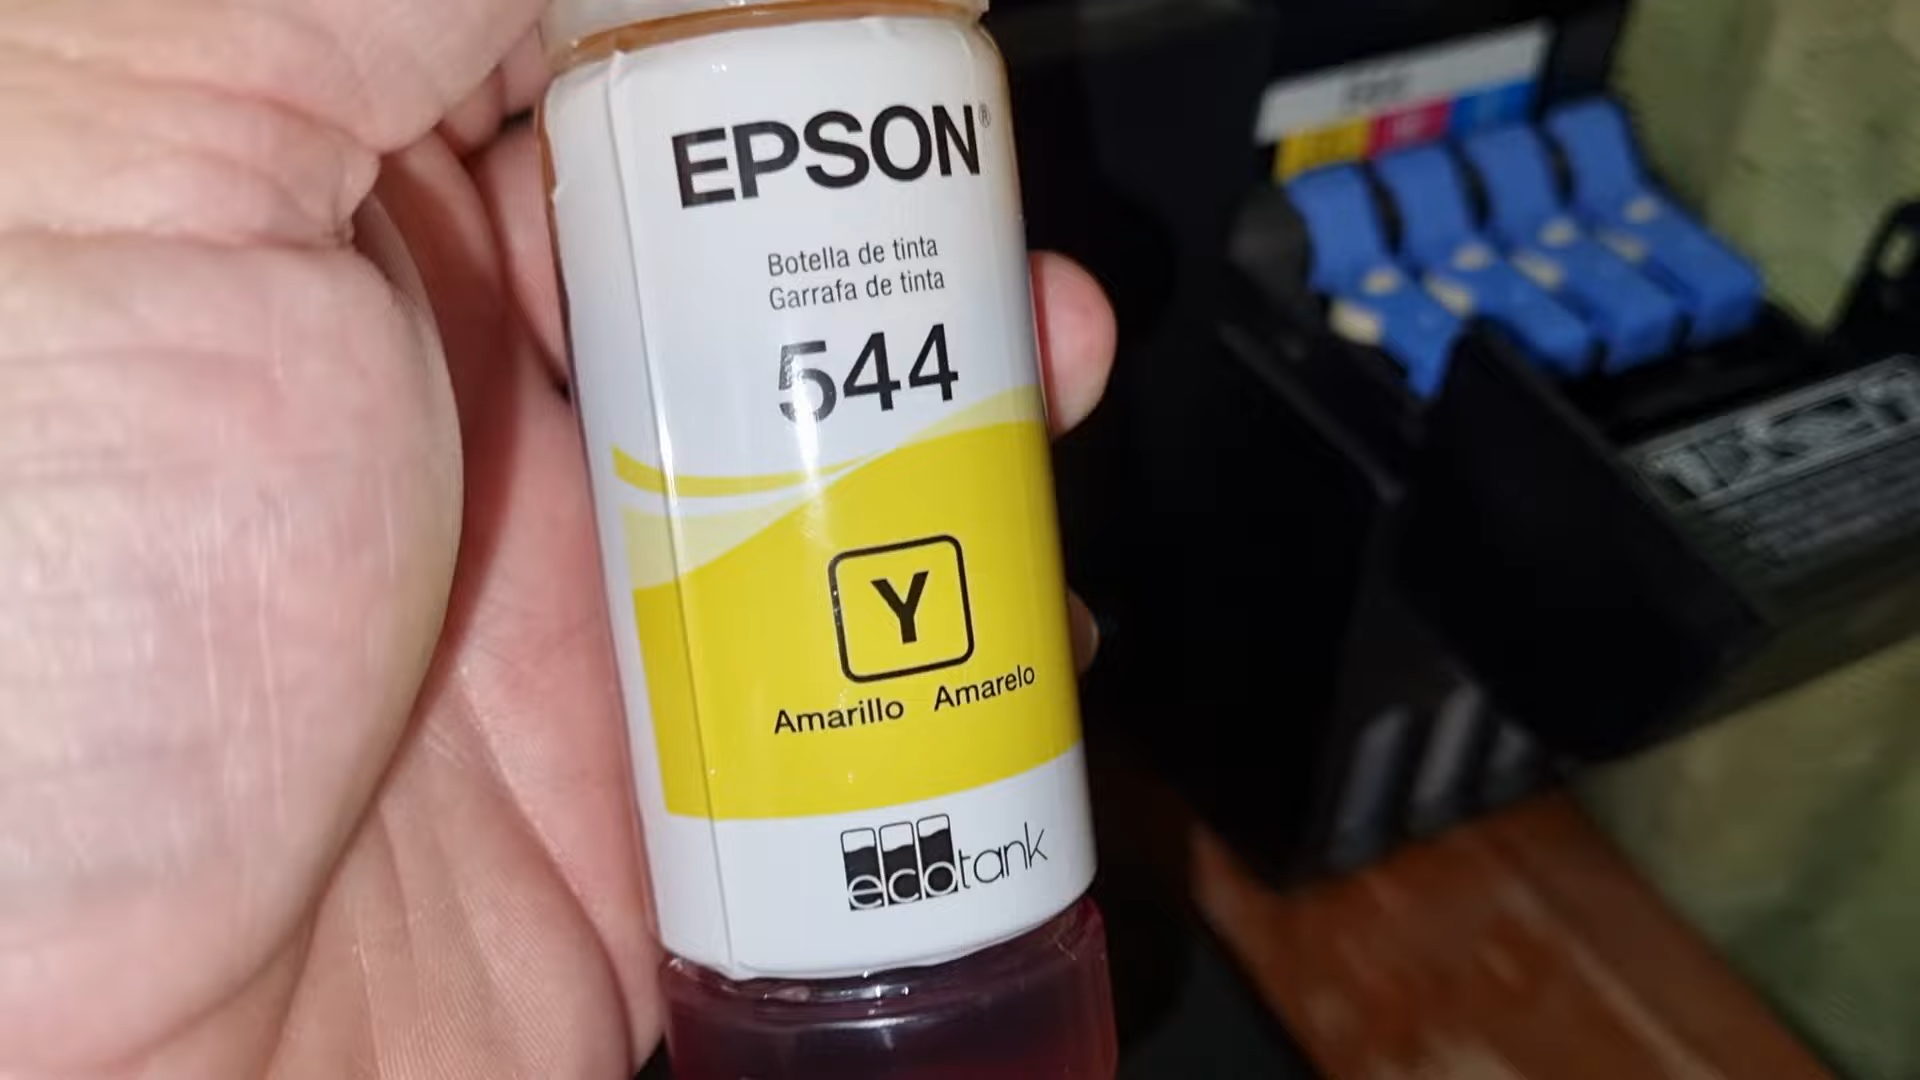 EPSON®
Botella de tinta
Garrafa de tinta
544
Y
Amarillo Amarelo
ecotank